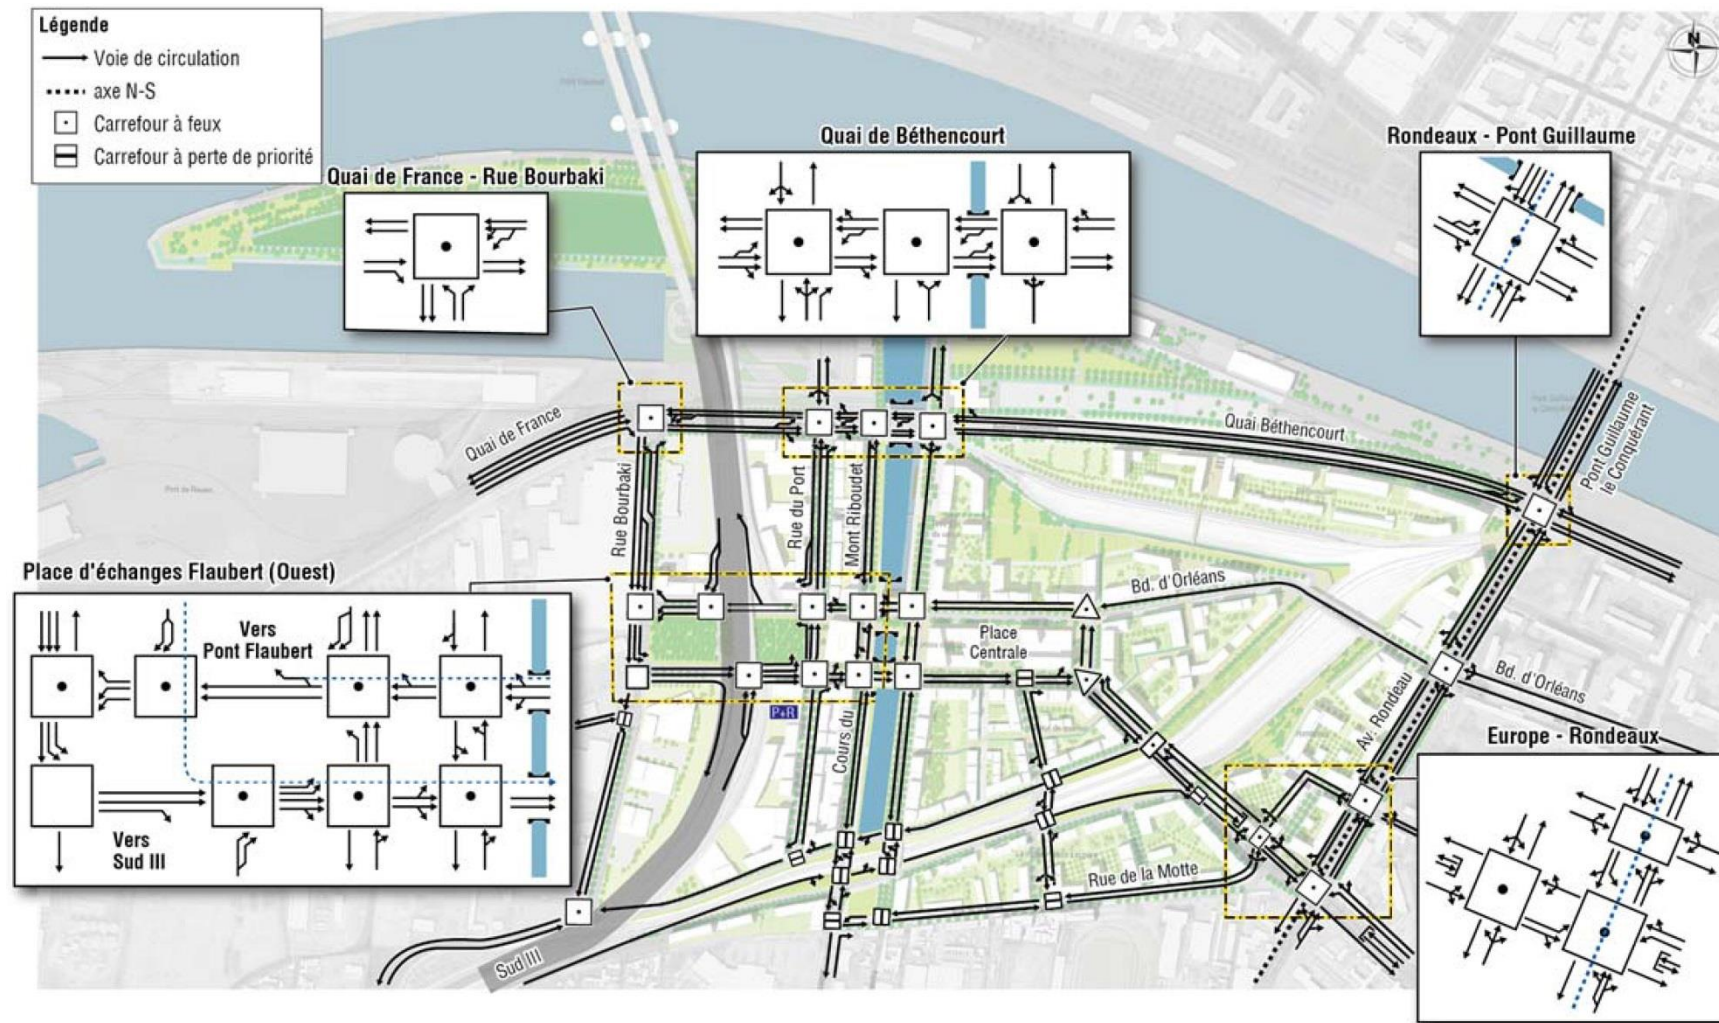 Légende
Voie de circulation
axe N-S
Carrefour à feux
Carrefour à perte de priorité
N
Quai de France - Rue Bourbaki
Quai de Béthencourt
Rondeaux - Pont Guillaume
Quai de France
Quai Béthencourt
Pont Guillaume
le Conquérant
Rue Bourbaki
Rue du Port
Mont Riboudet
Cours du
Place d'échanges Flaubert (Ouest)
Vers
Pont Flaubert
Vers
Sud III
Bd. d'Orléans
Place
Centrale
Bd. d'Orléans
Av. Rondeau
P+R
Rue de la Motte
Sud III
Europe - Rondeaux